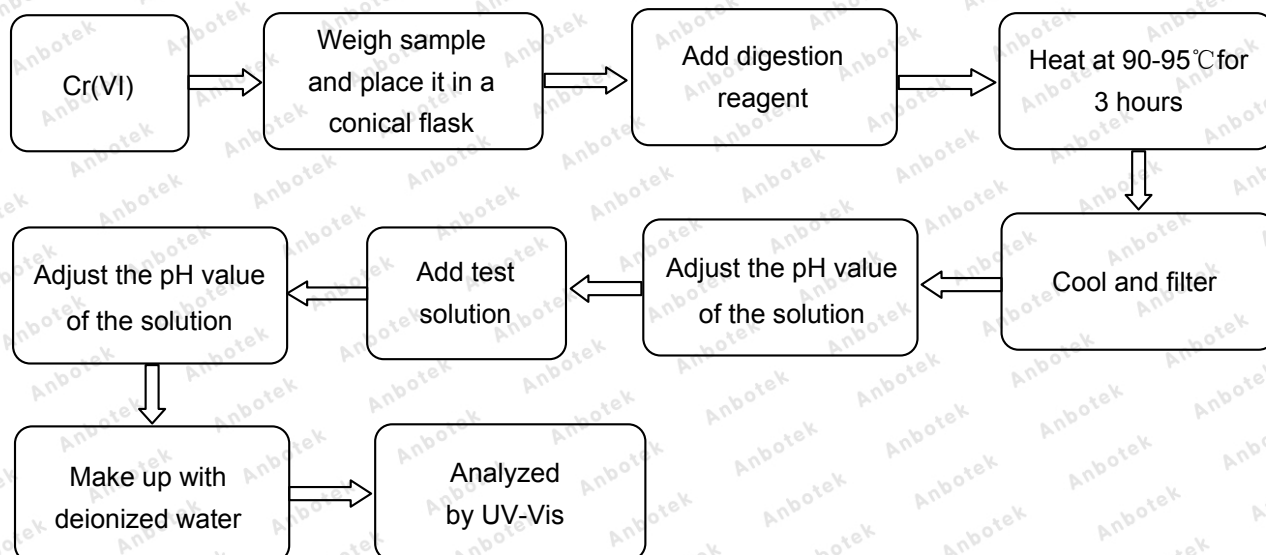 Cr(VI)
Weigh sample
and place it in a
conical flask
Add digestion
reagent
Heat at 90-95℃for
3 hours
Cool and filter
Adjust the pH value
of the solution
Add test
solution
Adjust the pH value
of the solution
Make up with
deionized water
Analyzed
by UV-Vis
Anbotek